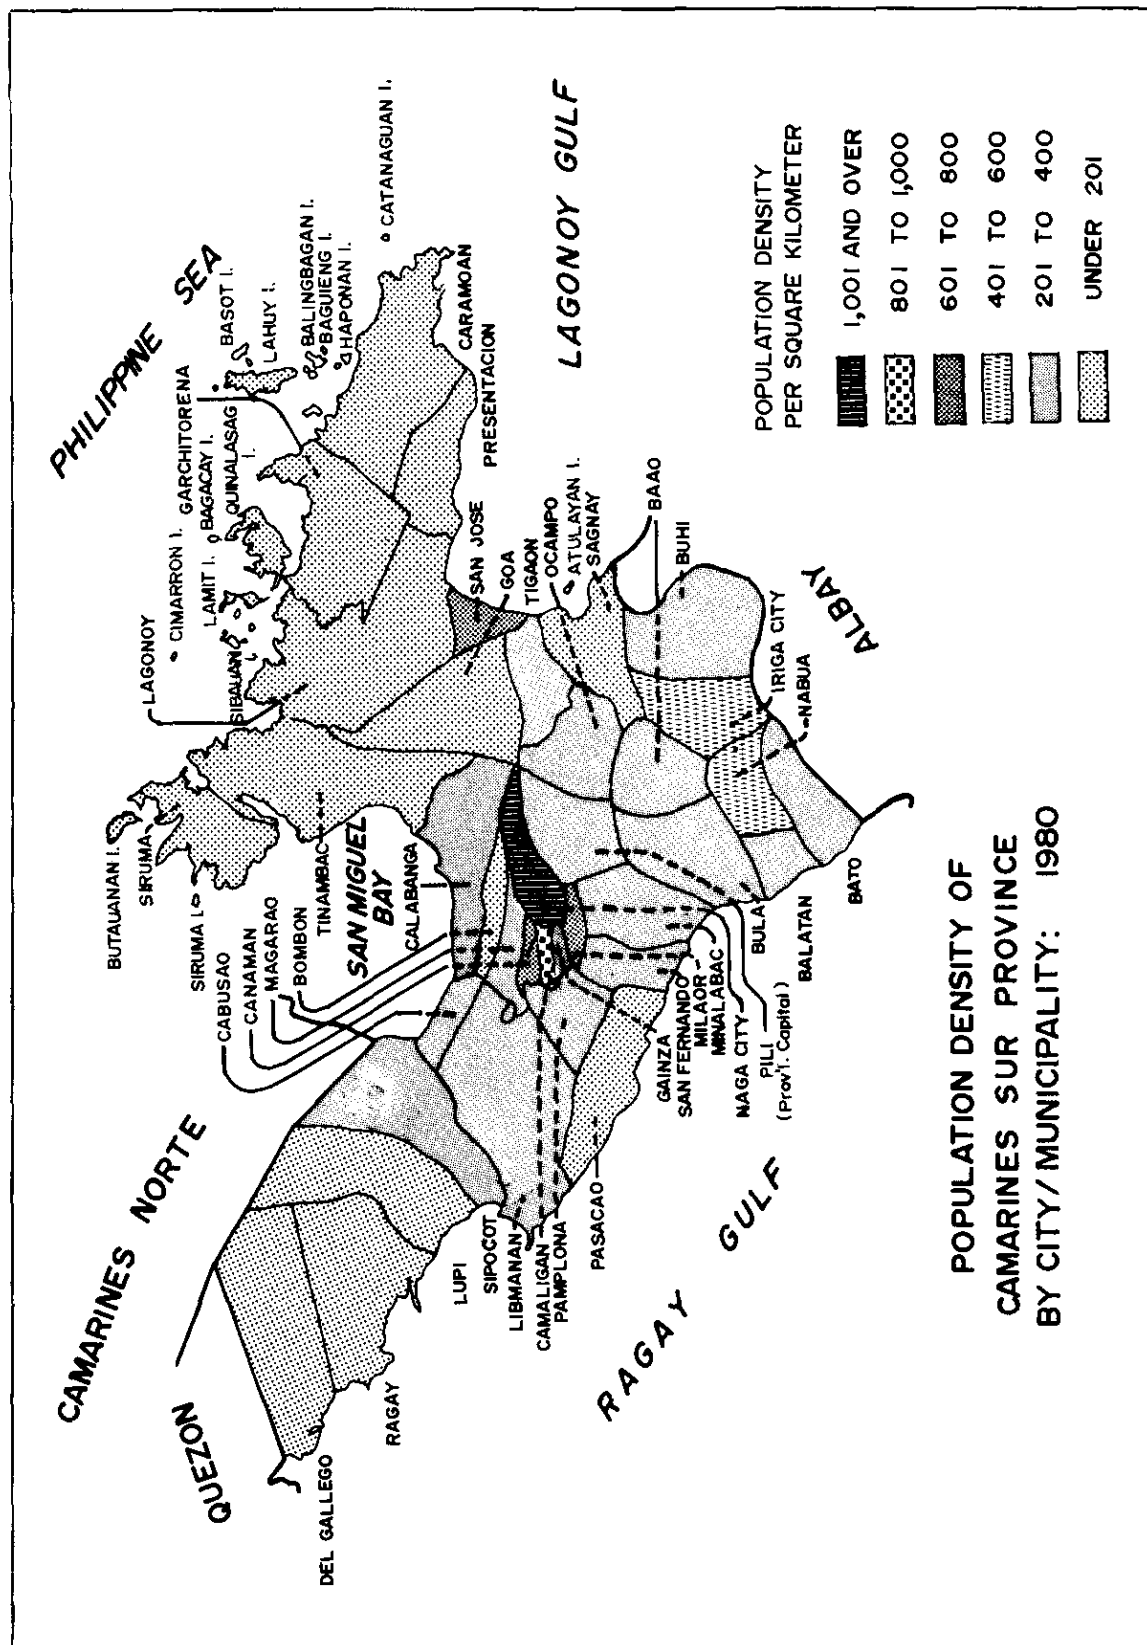 POPULATION DENSITY OF
CAMARINES SUR PROVINCE
BY CITY/MUNICIPALITY: 1980
POPULATION DENSITY
PER SQUARE KILOMETER
1,001 AND OVER
801 TO 1,000
601 TO 800
401 TO 600
201 TO 400
UNDER 201
QUEZON
CAMARINES NORTE
PHILIPPINE SEA
LAGONOY GULF
SAN MIGUEL
BAY
RAGAY GULF
ALBAY
BUTAUANAN I.
SIRUMA
SIRUMA I.
LAGONOY
CIMARRON I.
GARCHITORENA
LAMIT I.
BAGACAY I.
QUINALASAG
I.
SIBAUAN I.
BASOT I.
LAHUY I.
BALINGBAGAN I.
BAGUIENG I.
HAPONAN I.
CATANAGUAN I.
CABUSAO
CANAMAN
MAGARAO
BOMBON
TINAMBAC
CALABANGA
CARAMOAN
PRESENTACION
SAN JOSE
GOA
TIGAON
OCAMPO
ATULAYAN I.
SAGNAY
BAAO
BUHI
IRIGA CITY
NABUA
DEL GALLEGO
RAGAY
LUPI
SIPOCOT
LIBMANAN
CAMALIGAN
PAMPLONA
PASACAO
GAINZA
SAN FERNANDO
MILAOR
MINALABAC
NAGA CITY
PILI
(Prov'l. Capital)
BULA
BALATAN
BATO